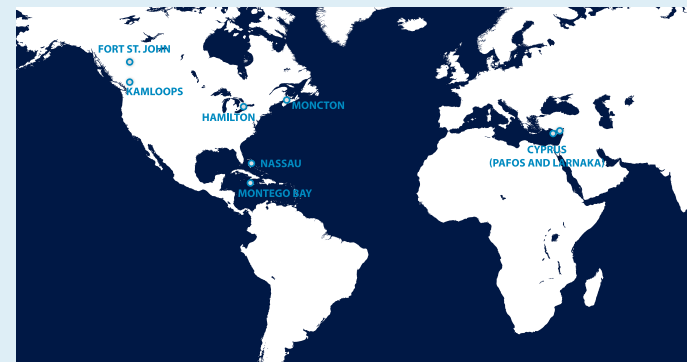 FORT ST. JOHN
KAMLOOPS
MONCTON
HAMILTON
CYPRUS
(PAFOS AND LARNAKA)
NASSAU
MONTEGO BAY